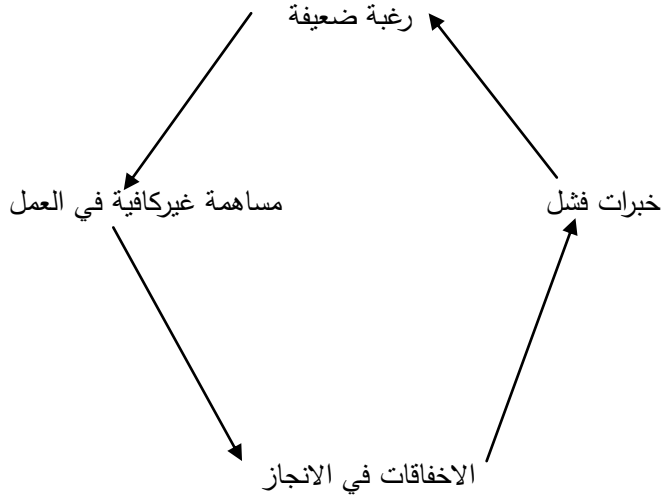 رغبة ضعيفة
خبرات فشل
مساهمة غيركافية في العمل
الاخفاقات في الانجاز